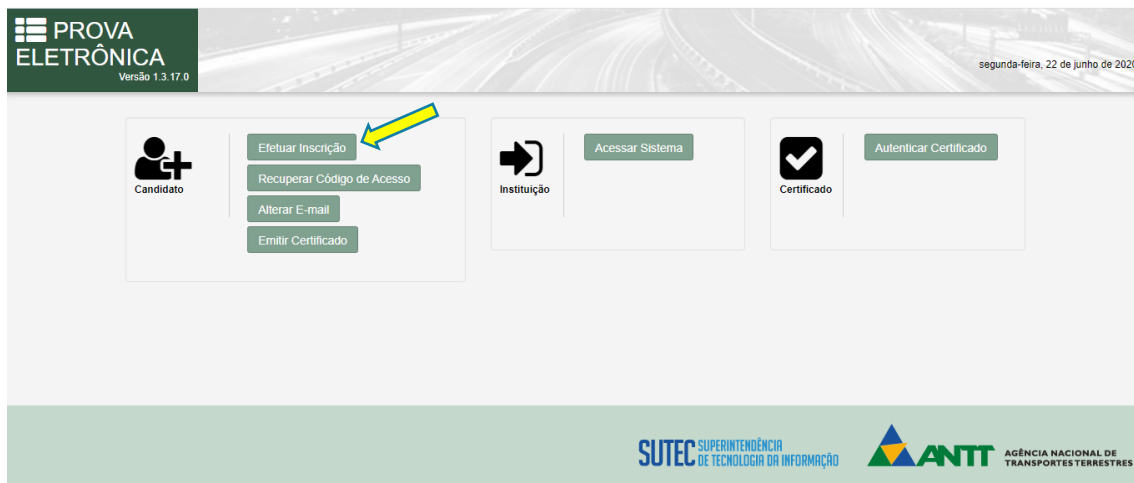 PROVA
ELETRÔNICA
Versão 1.3.17.0
segunda-feira, 22 de junho de 2020
Candidato
Efetuar Inscrição
Recuperar Código de Acesso
Alterar E-mail
Emitir Certificado
Instituição
Acessar Sistema
Certificado
Autenticar Certificado
SUTEC SUPERINTENDÊNCIA
DE TECNOLOGIA DA INFORMAÇÃO
ANTT
AGÊNCIA NACIONAL DE
TRANSPORTES TERRESTRES